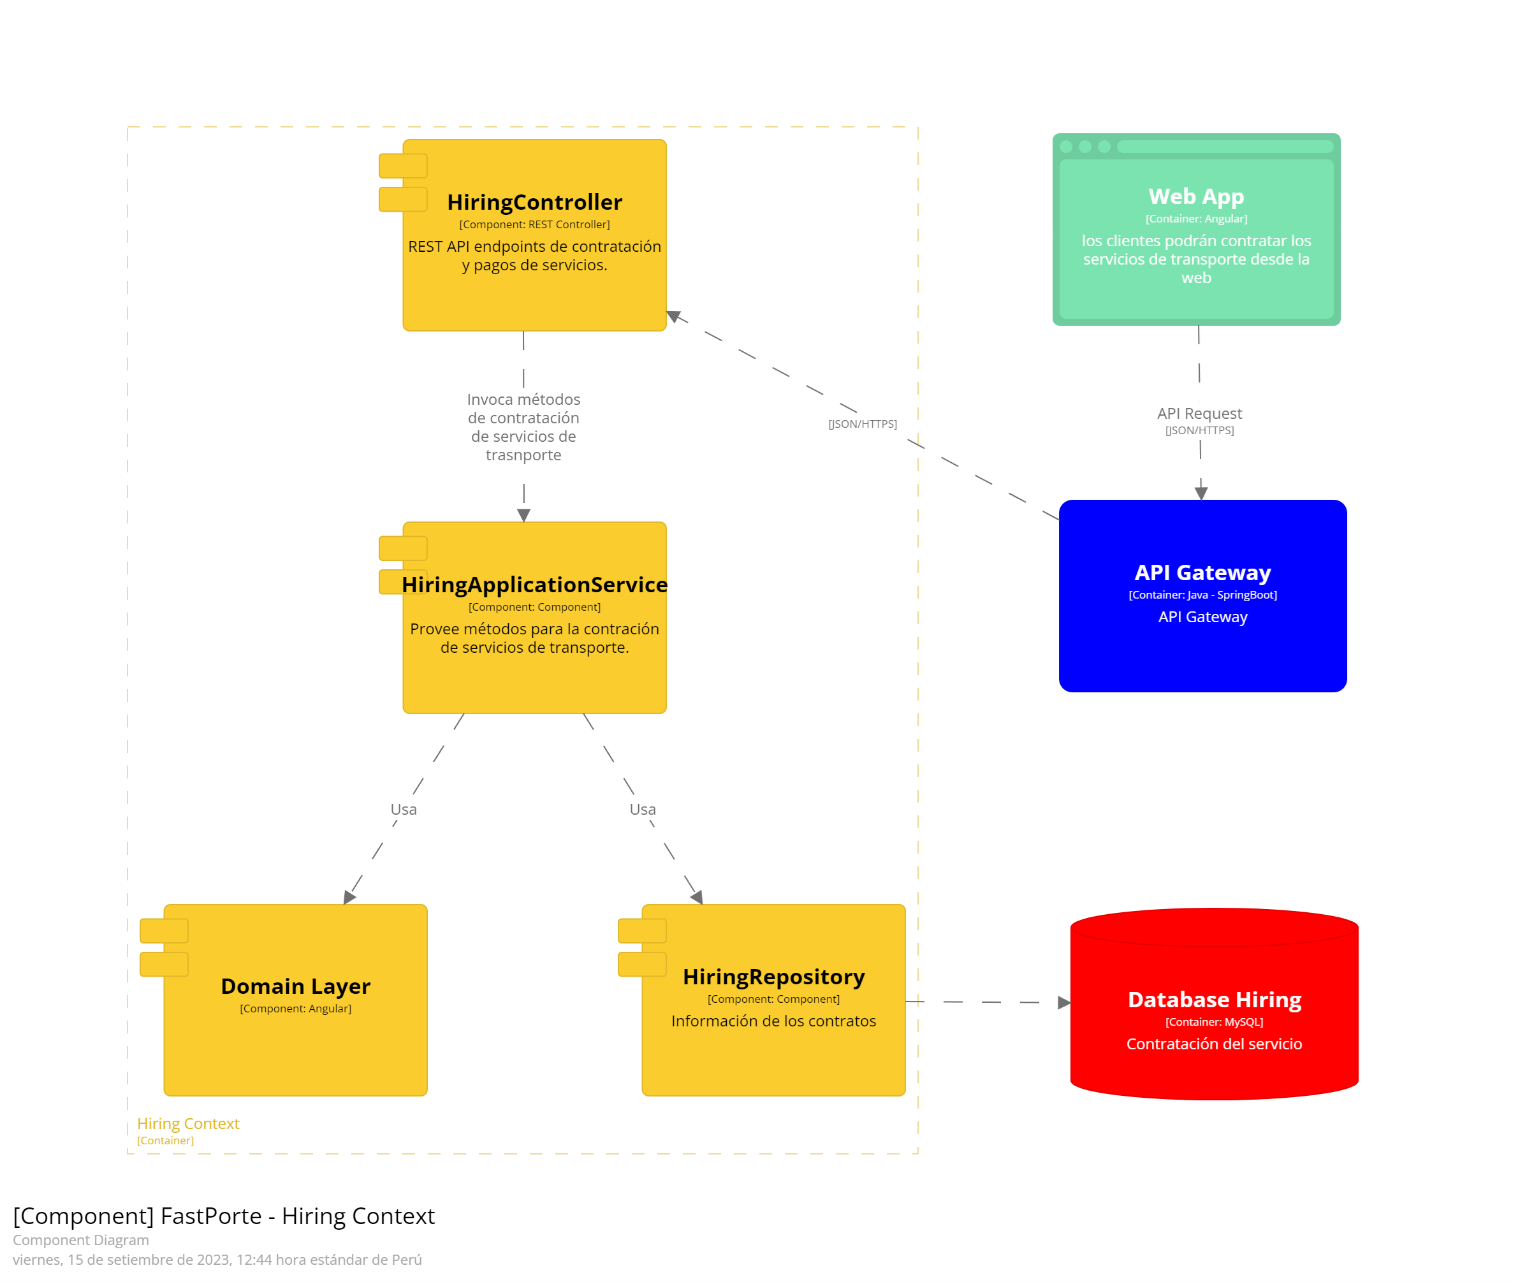 HiringController
[Component: REST Controller]
REST API endpoints de contratación
y pagos de servicios.
Web App
[Container: Angular]
los clientes podrán contratar los
servicios de transporte desde la
web
Invoca métodos
de contratación
de servicios de
trasnporte
[JSON/HTTPS]
API Request
[JSON/HTTPS]
HiringApplicationService
[Component: Component]
Provee métodos para la contración
de servicios de transporte.
API Gateway
[Container: Java - SpringBoot]
API Gateway
Usa
Usa
Domain Layer
[Component: Angular]
HiringRepository
[Component: Component]
Información de los contratos
Database Hiring
[Container: MySQL]
Contratación del servicio
Hiring Context
[Container]
[Component] FastPorte - Hiring Context
Component Diagram
viernes, 15 de setiembre de 2023, 12:44 hora estándar de Perú